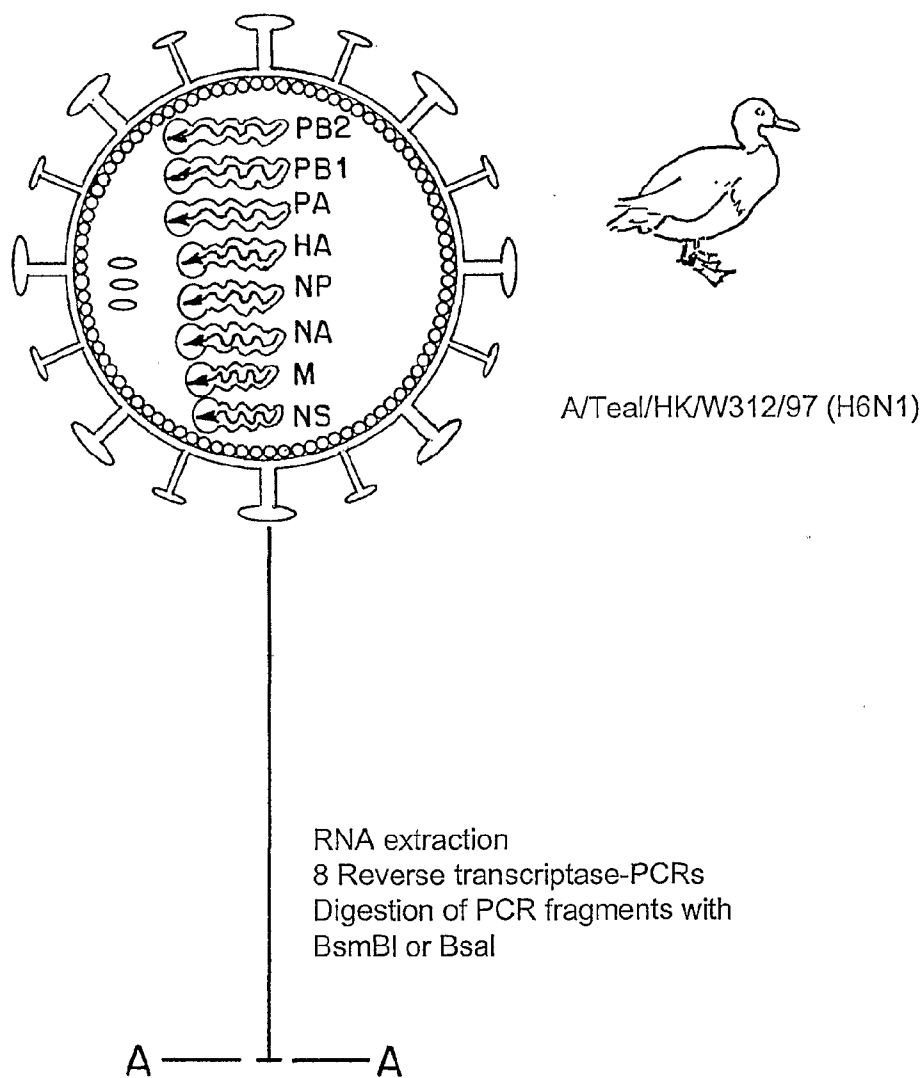 PB2
PB1
PA
HA
NP
NA
M
NS
A/Teal/HK/W312/97 (H6N1)
RNA extraction
8 Reverse transcriptase-PCRs
Digestion of PCR fragments with
BsmBI or BsaI
A A